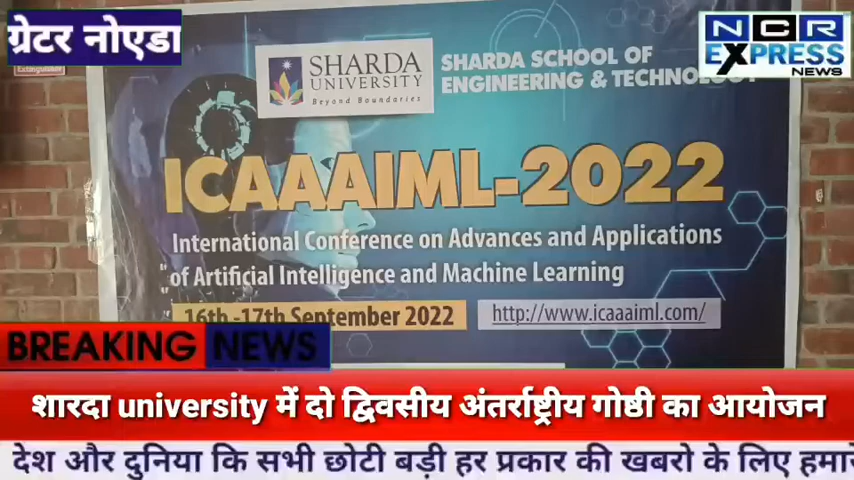 ग्रेटर नोएडा
NCR
EXPRESS
NEWS
Extinguisher
SHARDA
UNIVERSITY
Beyond Boundaries
SHARDA SCHOOL OF
ENGINEERING & TECHNOLOGY
ICAAAIML-2022
International Conference on Advances and Applications
of Artificial Intelligence and Machine Learning
16th -17th September 2022
http://www.icaaaiml.com/
BREAKING NEWS
शारदा university में दो द्विवसीय अंतर्राष्ट्रीय गोष्ठी का आयोजन
देश और दुनिया कि सभी छोटी बड़ी हर प्रकार की खबरो के लिए हमारे